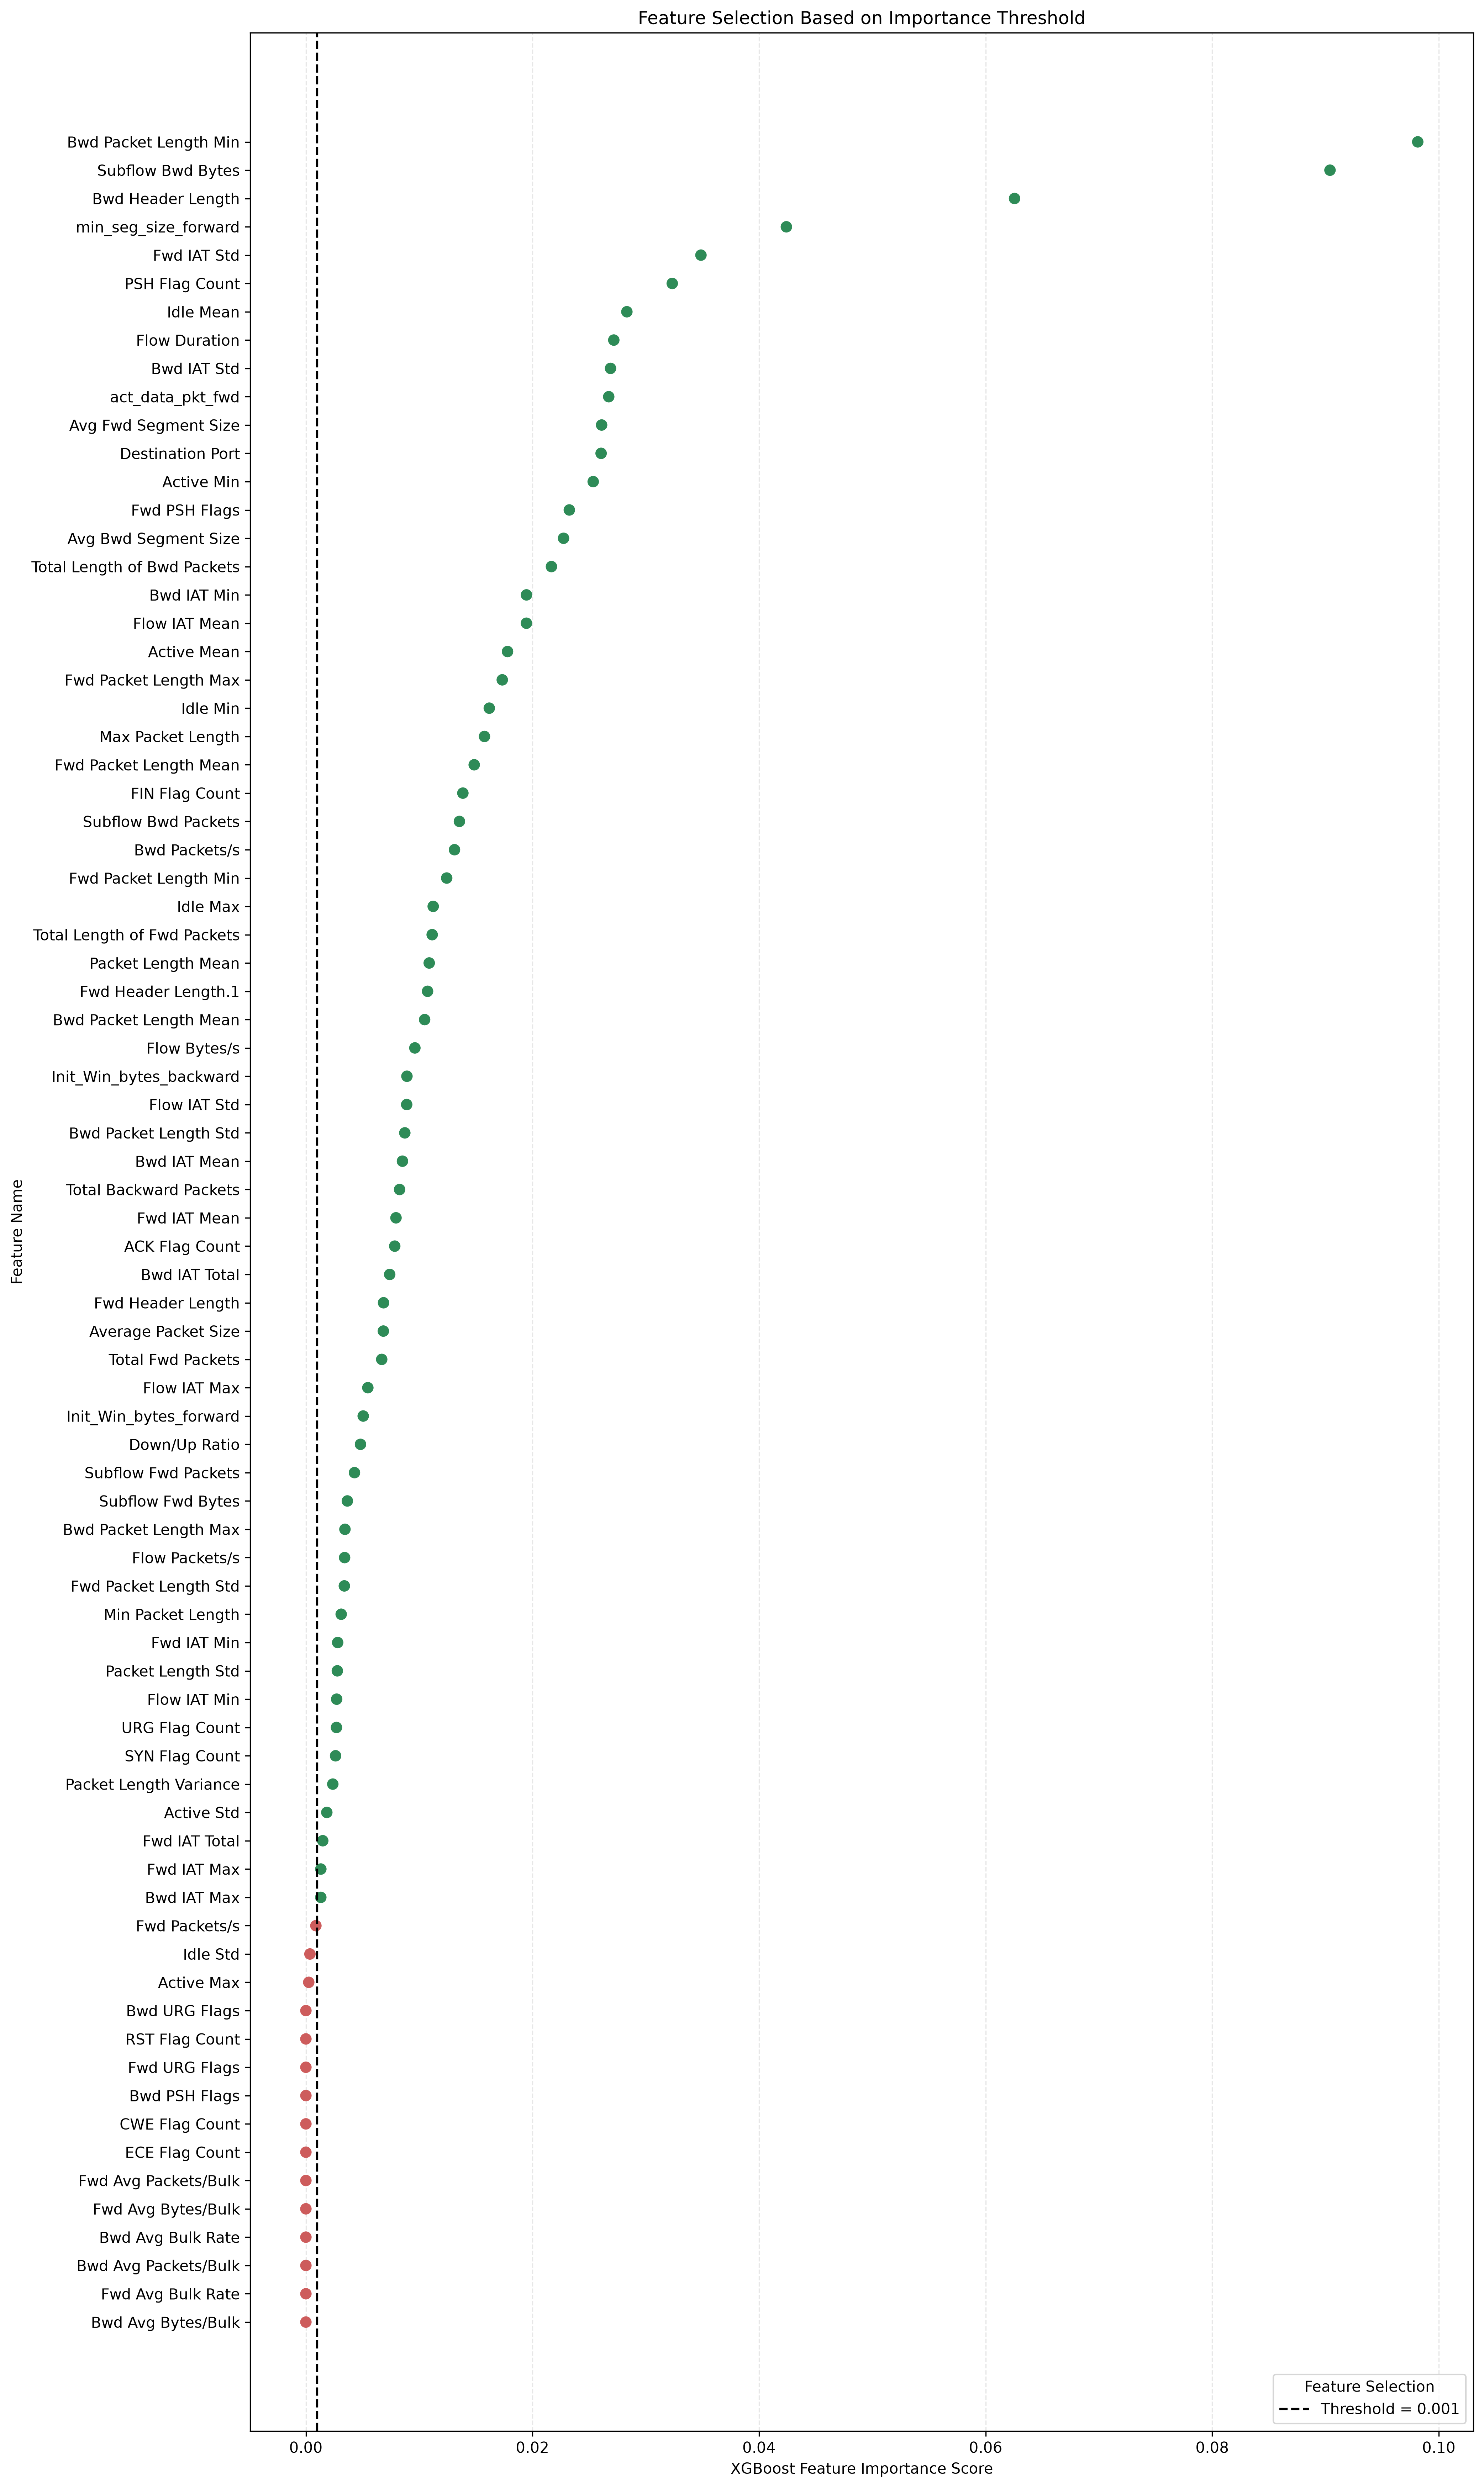 Feature Selection Based on Importance Threshold
Feature Name
Bwd Packet Length Min
Subflow Bwd Bytes
Bwd Header Length
min_seg_size_forward
Fwd IAT Std
PSH Flag Count
Idle Mean
Flow Duration
Bwd IAT Std
act_data_pkt_fwd
Avg Fwd Segment Size
Destination Port
Active Min
Fwd PSH Flags
Avg Bwd Segment Size
Total Length of Bwd Packets
Bwd IAT Min
Flow IAT Mean
Active Mean
Fwd Packet Length Max
Idle Min
Max Packet Length
Fwd Packet Length Mean
FIN Flag Count
Subflow Bwd Packets
Bwd Packets/s
Fwd Packet Length Min
Idle Max
Total Length of Fwd Packets
Packet Length Mean
Fwd Header Length.1
Bwd Packet Length Mean
Flow Bytes/s
Init_Win_bytes_backward
Flow IAT Std
Bwd Packet Length Std
Bwd IAT Mean
Total Backward Packets
Fwd IAT Mean
ACK Flag Count
Bwd IAT Total
Fwd Header Length
Average Packet Size
Total Fwd Packets
Flow IAT Max
Init_Win_bytes_forward
Down/Up Ratio
Subflow Fwd Packets
Subflow Fwd Bytes
Bwd Packet Length Max
Flow Packets/s
Fwd Packet Length Std
Min Packet Length
Fwd IAT Min
Packet Length Std
Flow IAT Min
URG Flag Count
SYN Flag Count
Packet Length Variance
Active Std
Fwd IAT Total
Fwd IAT Max
Bwd IAT Max
Fwd Packets/s
Idle Std
Active Max
Bwd URG Flags
RST Flag Count
Fwd URG Flags
Bwd PSH Flags
CWE Flag Count
ECE Flag Count
Fwd Avg Packets/Bulk
Fwd Avg Bytes/Bulk
Bwd Avg Bulk Rate
Bwd Avg Packets/Bulk
Fwd Avg Bulk Rate
Bwd Avg Bytes/Bulk
Feature Selection
Threshold = 0.001
0.00 0.02 0.04 0.06 0.08 0.10
XGBoost Feature Importance Score